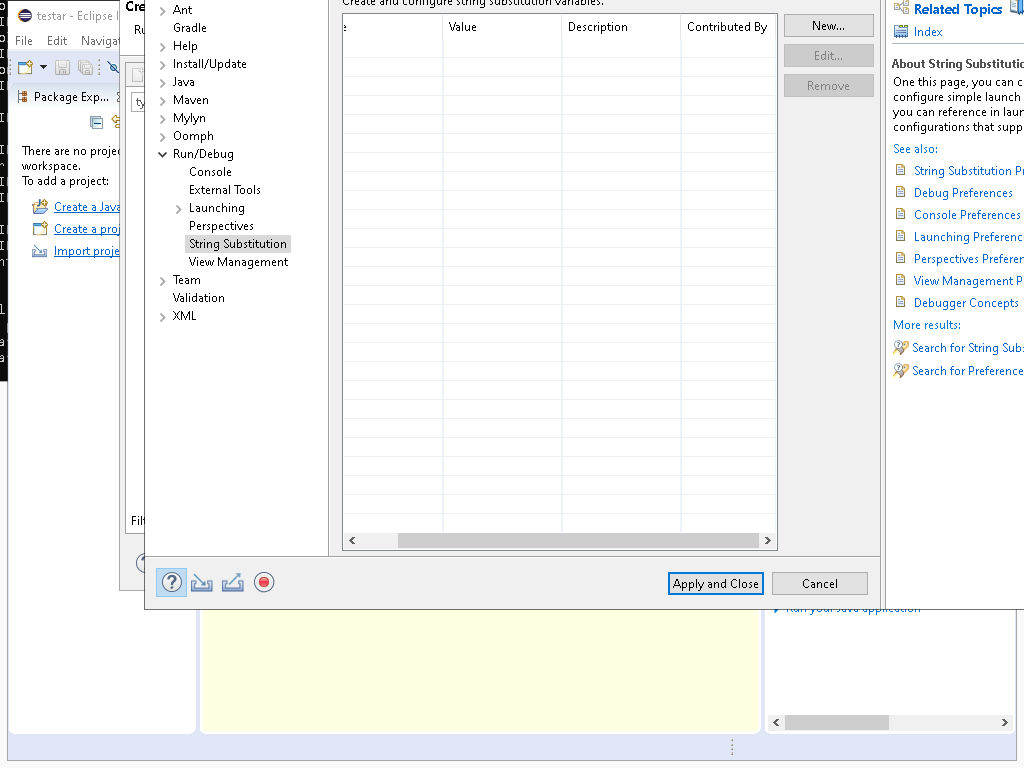 testar - Eclipse I
File Edit Navigat
Package Exp...
There are no proje
workspace.
To add a project:
Create a Java
Create a proj
Import proje
Cre
Ru
ty
Filt
Ant
Gradle
Help
Install/Update
Java
Maven
Mylyn
Oomph
Run/Debug
Console
External Tools
Launching
Perspectives
String Substitution
View Management
Team
Validation
XML
Create and configure string substitution variables.
Value Description Contributed By
New...
Edit...
Remove
Apply and Close
Cancel
Related Topics
Index
About String Substitutio
One this page, you can c
configure simple launch
you can reference in laun
configurations that supp
See also:
String Substitution Pr
Debug Preferences
Console Preferences
Launching Preferenc
Perspectives Preferen
View Management P
Debugger Concepts
More results:
Search for String Subs
Search for Preference
Run your Java application